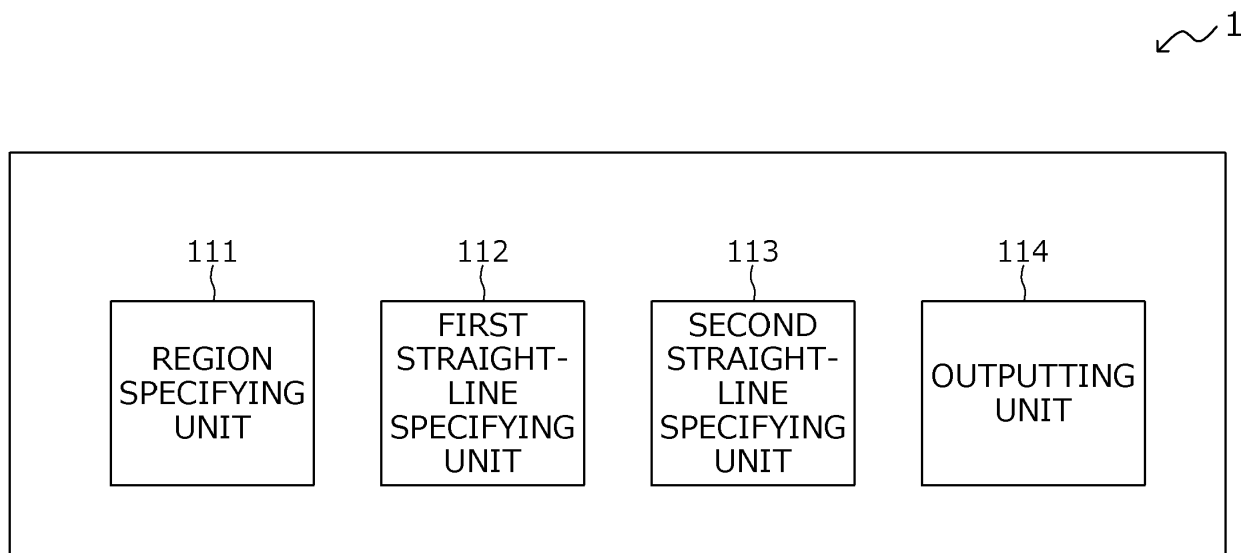 1
111
112
113
114
REGION
SPECIFYING
UNIT
FIRST
STRAIGHT-
LINE
SPECIFYING
UNIT
SECOND
STRAIGHT-
LINE
SPECIFYING
UNIT
OUTPUTTING
UNIT